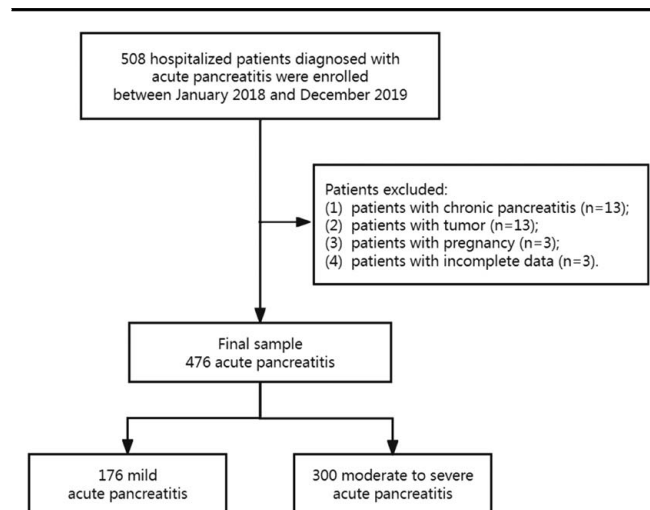 508 hospitalized patients diagnosed with
acute pancreatitis were enrolled
between January 2018 and December 2019
Patients excluded:
(1) patients with chronic pancreatitis (n=13);
(2) patients with tumor (n=13);
(3) patients with pregnancy (n=3);
(4) patients with incomplete data (n=3).
Final sample
476 acute pancreatitis
176 mild
acute pancreatitis
300 moderate to severe
acute pancreatitis